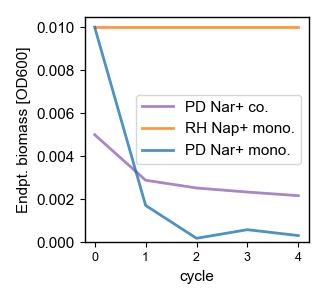 Endpt. biomass [OD600]
0.010
0.008
0.006
0.004
0.002
0.000
PD Nar+ co.
RH Nap+ mono.
PD Nar+ mono.
0 1 2 3 4
cycle